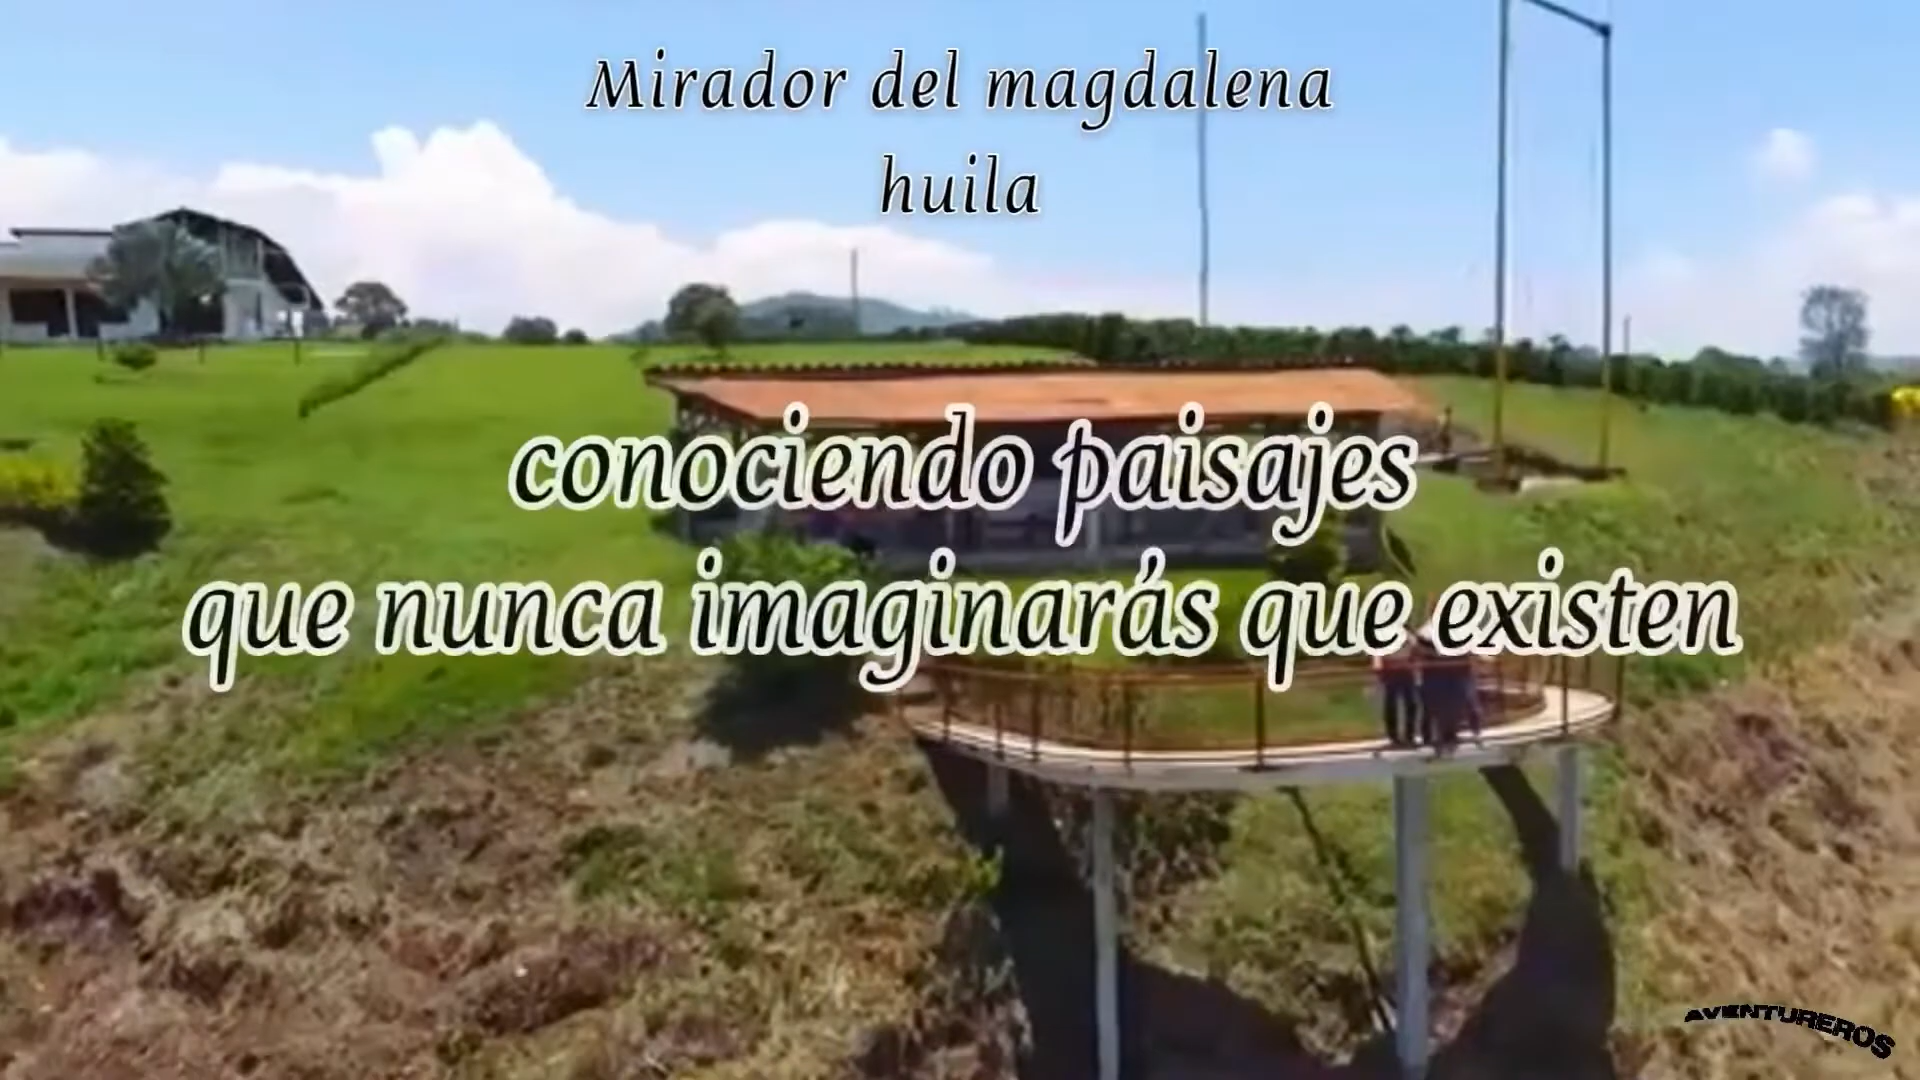 Mirador del magdalena
huila
conociendo paisajes
que nunca imaginarás que existen
AVENTUREROS